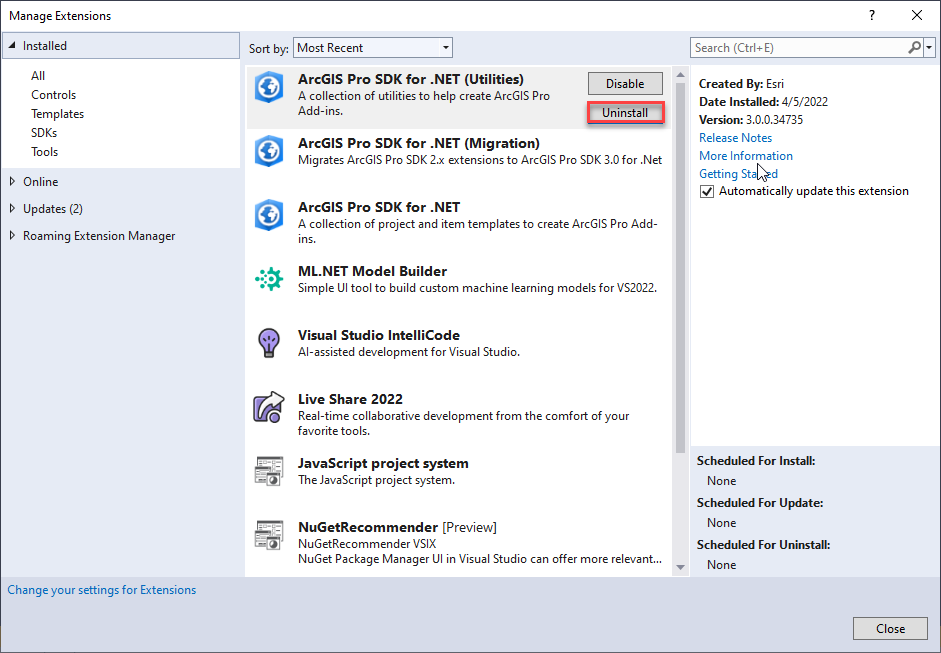 Manage Extensions
?
Installed
All
Controls
Templates
SDKs
Tools
Online
Updates (2)
Roaming Extension Manager
Sort by: Most Recent
ArcGIS Pro SDK for .NET (Utilities)
A collection of utilities to help create ArcGIS Pro
Add-ins.
Disable
Uninstall
ArcGIS Pro SDK for .NET (Migration)
Migrates ArcGIS Pro SDK 2.x extensions to ArcGIS Pro SDK 3.0 for .Net
ArcGIS Pro SDK for .NET
A collection of project and item templates to create ArcGIS Pro Add-
ins.
ML.NET Model Builder
Simple UI tool to build custom machine learning models for VS2022.
Visual Studio IntelliCode
AI-assisted development for Visual Studio.
Live Share 2022
Real-time collaborative development from the comfort of your
favorite tools.
JavaScript project system
The JavaScript project system.
NuGetRecommender [Preview]
NuGetRecommender VSIX
NuGet Package Manager UI in Visual Studio can offer more relevant...
Search (Ctrl+E)
Created By: Esri
Date Installed: 4/5/2022
Version: 3.0.0.34735
Release Notes
More Information
Getting Started
Automatically update this extension
Scheduled For Install:
None
Scheduled For Update:
None
Scheduled For Uninstall:
None
Change your settings for Extensions
Close